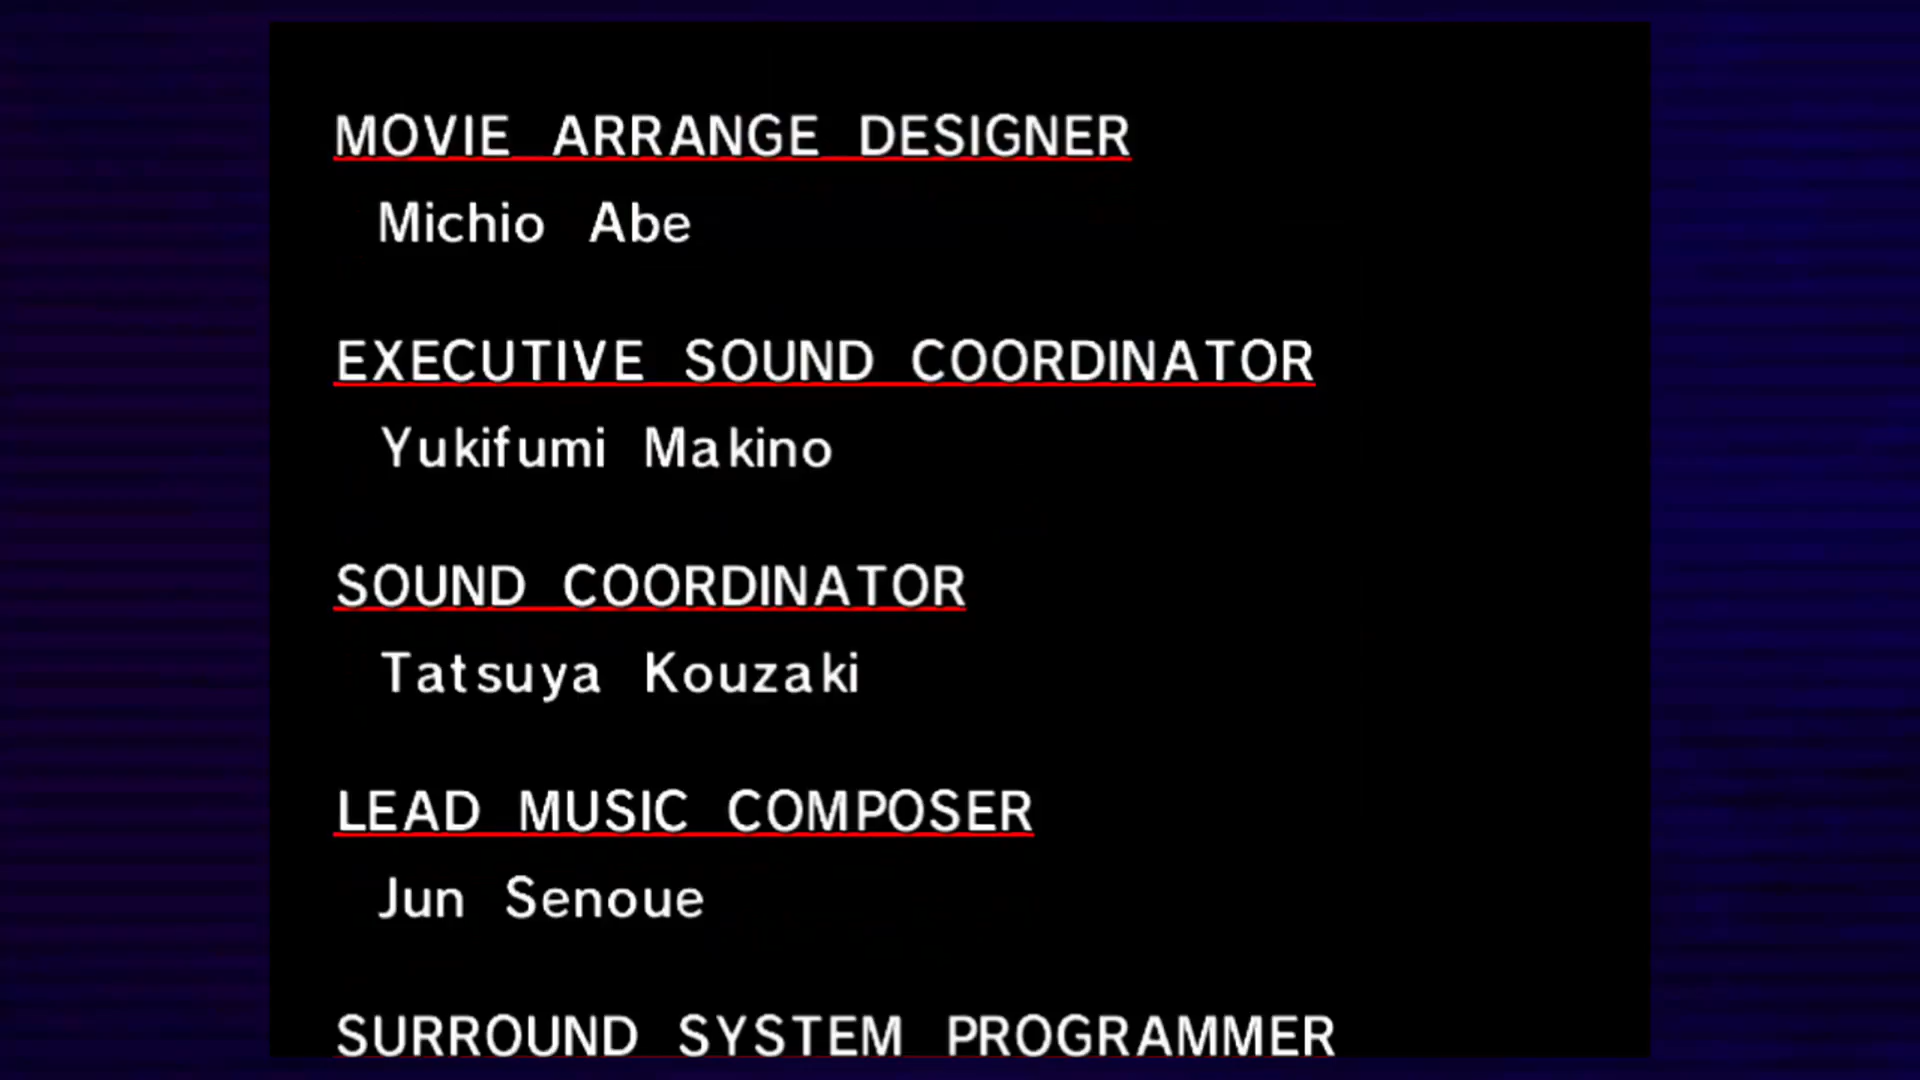 MOVIE ARRANGE DESIGNER
Michio Abe
EXECUTIVE SOUND COORDINATOR
Yukifumi Makino
SOUND COORDINATOR
Tatsuya Kouzaki
LEAD MUSIC COMPOSER
Jun Senoue
SURROUND SYSTEM PROGRAMMER